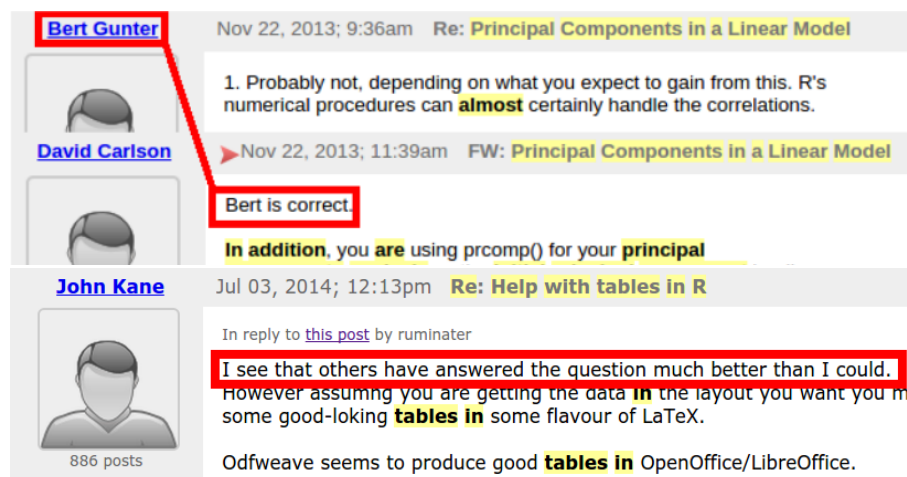 Bert Gunter Nov 22, 2013; 9:36am Re: Principal Components in a Linear Model
1. Probably not, depending on what you expect to gain from this. R's
numerical procedures can almost certainly handle the correlations.
David Carlson Nov 22, 2013; 11:39am FW: Principal Components in a Linear Model
Bert is correct.
In addition, you are using prcomp() for your principal
John Kane Jul 03, 2014; 12:13pm Re: Help with tables in R
In reply to this post by ruminater
I see that others have answered the question much better than I could.
However assumng you are getting the data in the layout you want you m
some good-loking tables in some flavour of LaTeX.
886 posts
Odfweave seems to produce good tables in OpenOffice/LibreOffice.